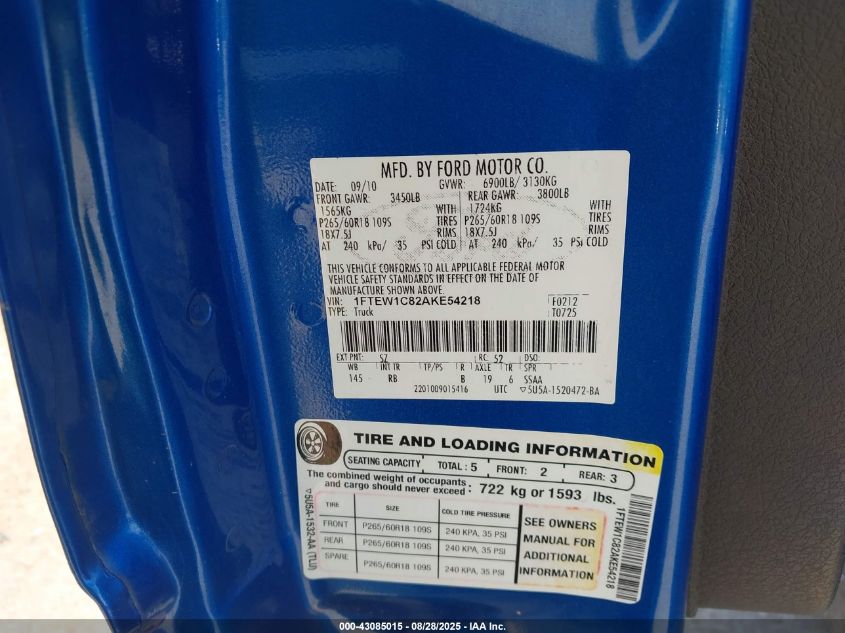 MFD. BY FORD MOTOR CO.
DATE: 09/10 GVWR: 6900LB/ 3130KG
FRONT GAWR: 3450LB REAR GAWR: 3800LB
1565KG WITH 1724KG WITH
P265/60R18 109S TIRES P265/60R18 109S TIRES
18X7.5J RIMS 18X7.5J RIMS
AT 240 kPa/ 35 PSI COLD AT 240 kPa/ 35 PSI COLD
THIS VEHICLE CONFORMS TO ALL APPLICABLE FEDERAL MOTOR
VEHICLE SAFETY STANDARDS IN EFFECT ON THE DATE OF
MANUFACTURE SHOWN ABOVE.
VIN: 1FTEW1C82AKE54218 F0212
TYPE: Truck T0725
EXT PNT: SZ RC: 52 DSO:
WB INT TR TP/PS R AXLE TR SPR
145 RB B 19 6 SSAA
2201009015416 UTC ▽5U5A-1520472-BA
TIRE AND LOADING INFORMATION
SEATING CAPACITY TOTAL : 5 FRONT: 2 REAR: 3
The combined weight of occupants
and cargo should never exceed : 722 kg or 1593 lbs.
TIRE SIZE COLD TIRE PRESSURE
FRONT P265/60R18 109S 240 KPA, 35 PSI
REAR P265/60R18 109S 240 KPA, 35 PSI
SPARE P265/60R18 109S 240 KPA, 35 PSI
SEE OWNERS
MANUAL FOR
ADDITIONAL
INFORMATION
▽5U5A-1532-AA (TLU)
1FTEW1C82AKE54218
000-43085015 - 08/28/2025 - IAA Inc.